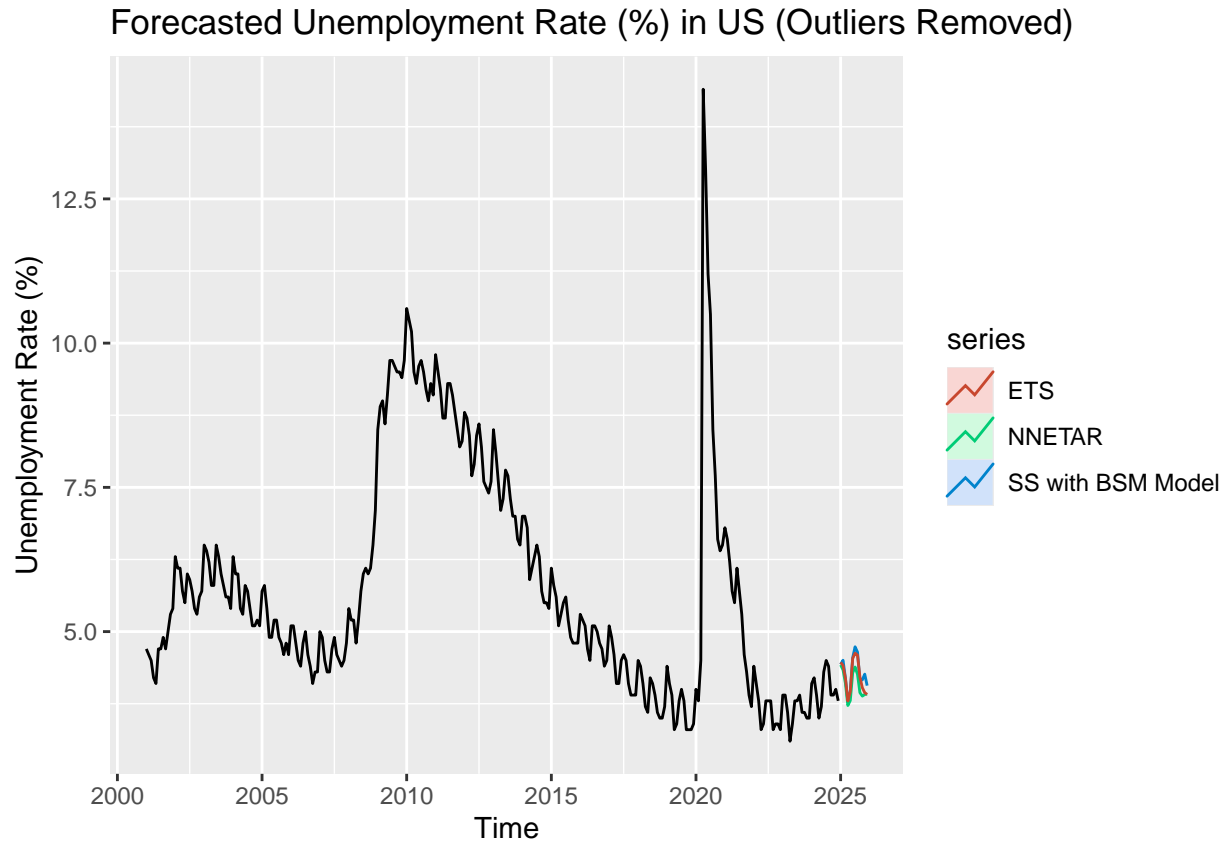 Forecasted Unemployment Rate (%) in US (Outliers Removed)
Unemployment Rate (%)
12.5
10.0
7.5
5.0
2000 2005 2010 2015 2020 2025
Time
series
ETS
NNETAR
SS with BSM Model